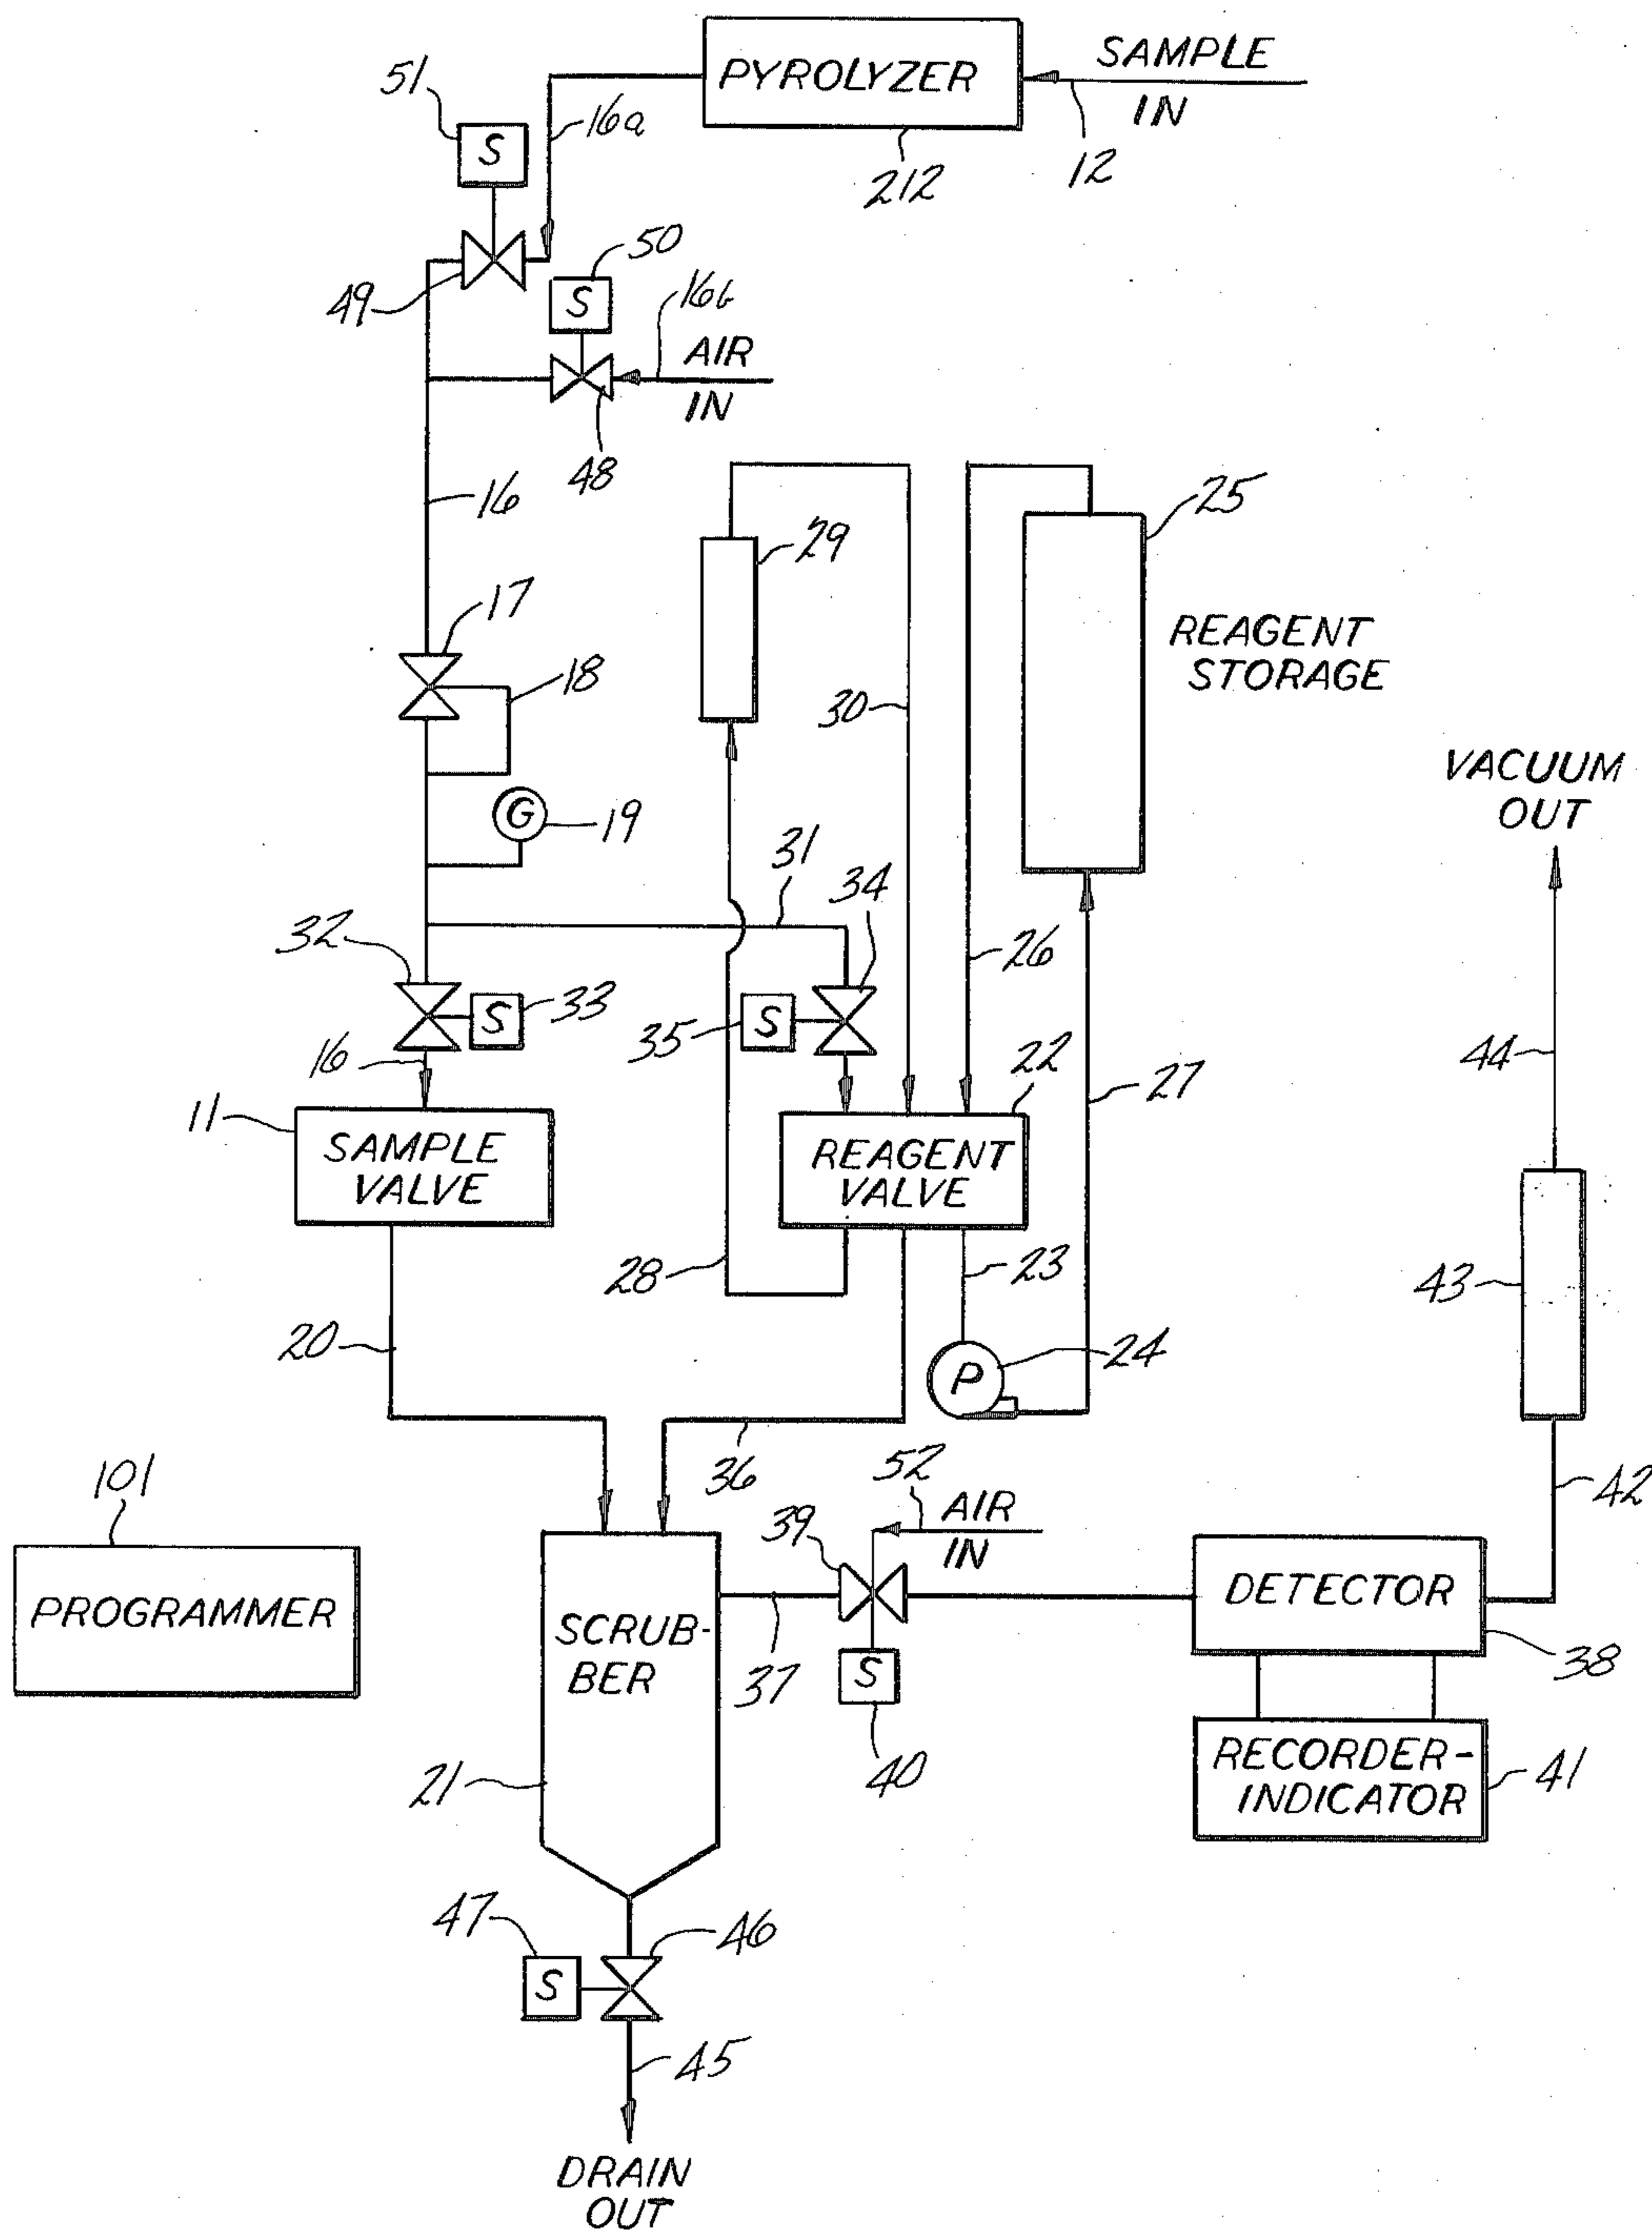 PYROLYZER
SAMPLE
IN
12
212
16a
51
S
49
50
S
16b
AIR
IN
48
16
17
18
G
19
29
30
25
REAGENT
STORAGE
26
27
31
34
32
S
33
35
S
16
11
SAMPLE
VALVE
22
REAGENT
VALVE
28
23
P
24
20
36
VACUUM
OUT
44
43
42
101
PROGRAMMER
52
AIR
IN
39
S
40
37
SCRUB-
BER
21
DETECTOR
38
RECORDER-
INDICATOR
41
47
S
46
45
DRAIN
OUT